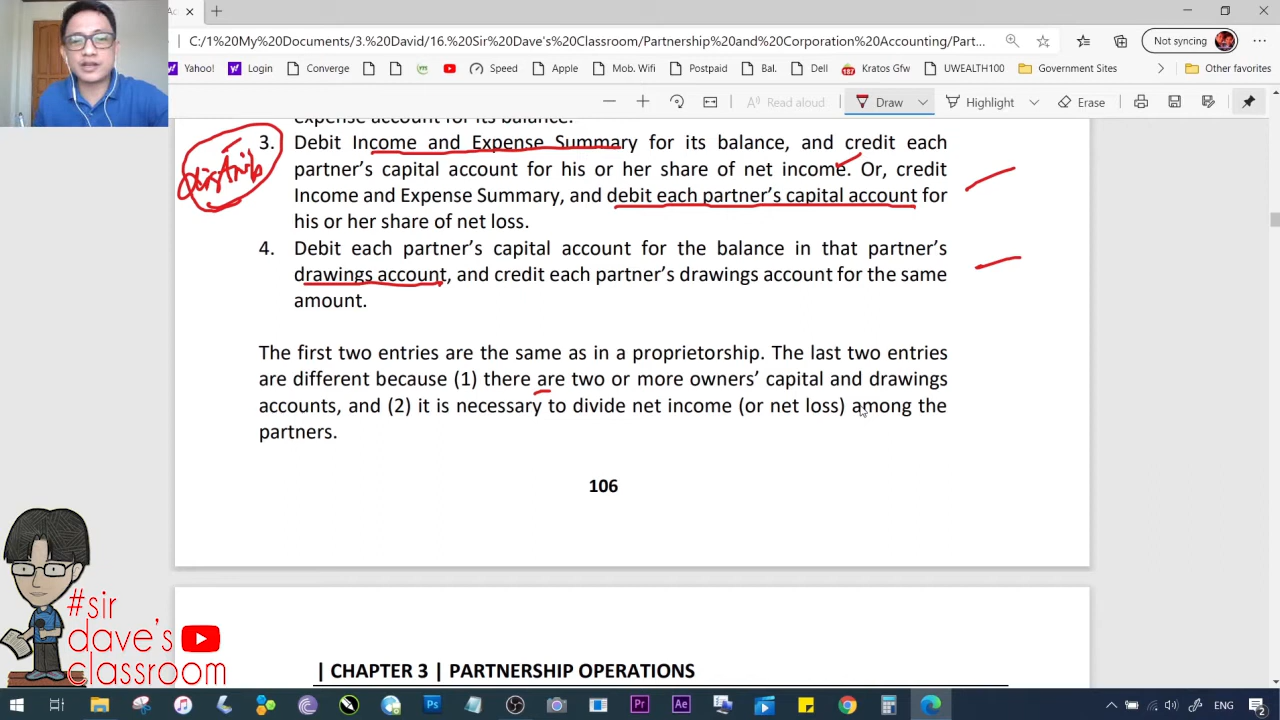 C:/1%20My%20Documents/3.%20David/16.%20Sir%20Dave's%20Classroom/Partnership%20and%20Corporation%20Accounting/Part...
Not syncing
Yahoo!
Login
Converge
Speed
Apple
Mob. Wifi
Postpaid
Bal.
Dell
Kratos Gfw
UWEALTH100
Government Sites
Other favorites
Read aloud
Draw
Highlight
Erase
Expense account for its balance.
3. Debit Income and Expense Summary for its balance, and credit each
partner's capital account for his or her share of net income. Or, credit
Income and Expense Summary, and debit each partner's capital account for
his or her share of net loss.
4. Debit each partner's capital account for the balance in that partner's
drawings account, and credit each partner's drawings account for the same
amount.
The first two entries are the same as in a proprietorship. The last two entries
are different because (1) there are two or more owners' capital and drawings
accounts, and (2) it is necessary to divide net income (or net loss) among the
partners.
106
#sir
dave's
classroom
| CHAPTER 3 | PARTNERSHIP OPERATIONS
ENG